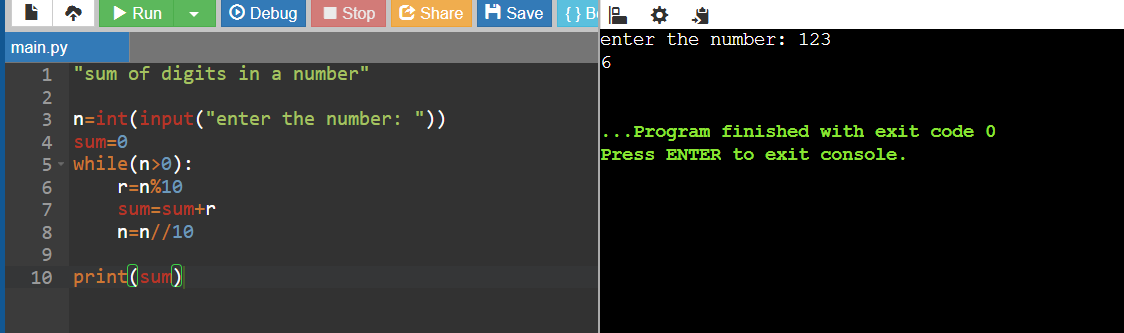 Run Debug Stop Share Save { } B
main.py
1 "sum of digits in a number"
2
3 n=int(input("enter the number: "))
4 sum=0
5 while(n>0):
6     r=n%10
7     sum=sum+r
8     n=n//10
9
10 print(sum)
enter the number: 123
6
...Program finished with exit code 0
Press ENTER to exit console.